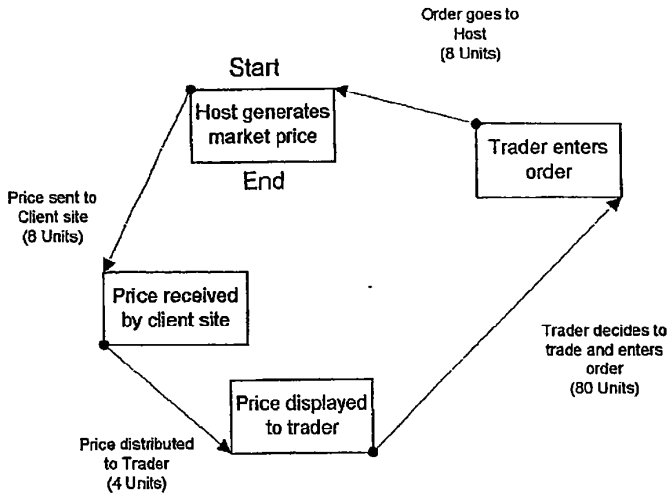 Start
Host generates
market price
End
Price sent to
Client site
(8 Units)
Price received
by client site
Price distributed
to Trader
(4 Units)
Price displayed
to trader
Trader decides to
trade and enters
order
(80 Units)
Trader enters
order
Order goes to
Host
(8 Units)